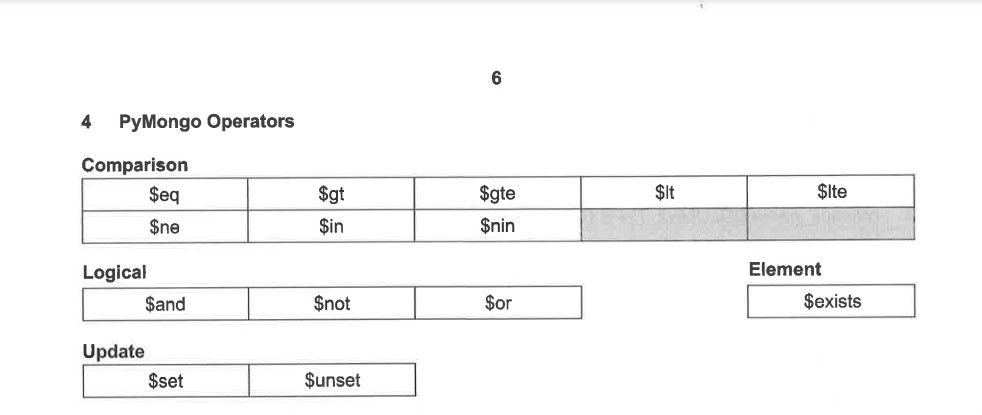 6
4 PyMongo Operators
Comparison
$eq $gt $gte $lt $lte
$ne $in $nin
Logical Element
$and $not $or $exists
Update
$set $unset